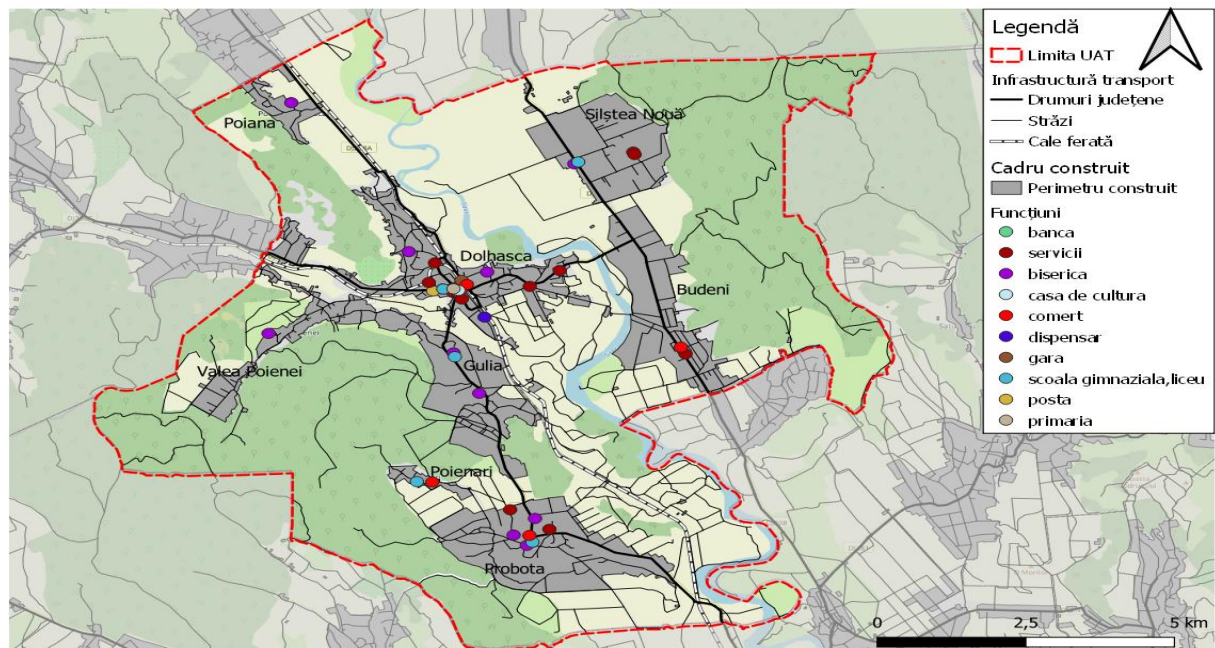 Legendă
Limita UAT
Infrastructură transport
Drumuri județene
Străzi
Cale ferată
Cadru construit
Perimetru construit
Funcțiuni
banca
servicii
biserica
casa de cultura
comert
dispensar
gara
scoala gimnaziala,liceu
posta
primaria
Poiana
Silștea Nouă
Dolhasca
Budeni
Gulia
Valea Poienei
Poienari
Probota
0 2,5 5 km